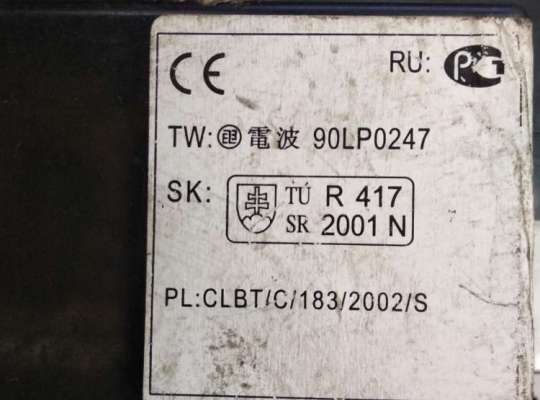 CE RU:
TW: 電波 90LP0247
SK: TÚ R 417
SR 2001 N
PL:CLBT/C/183/2002/S